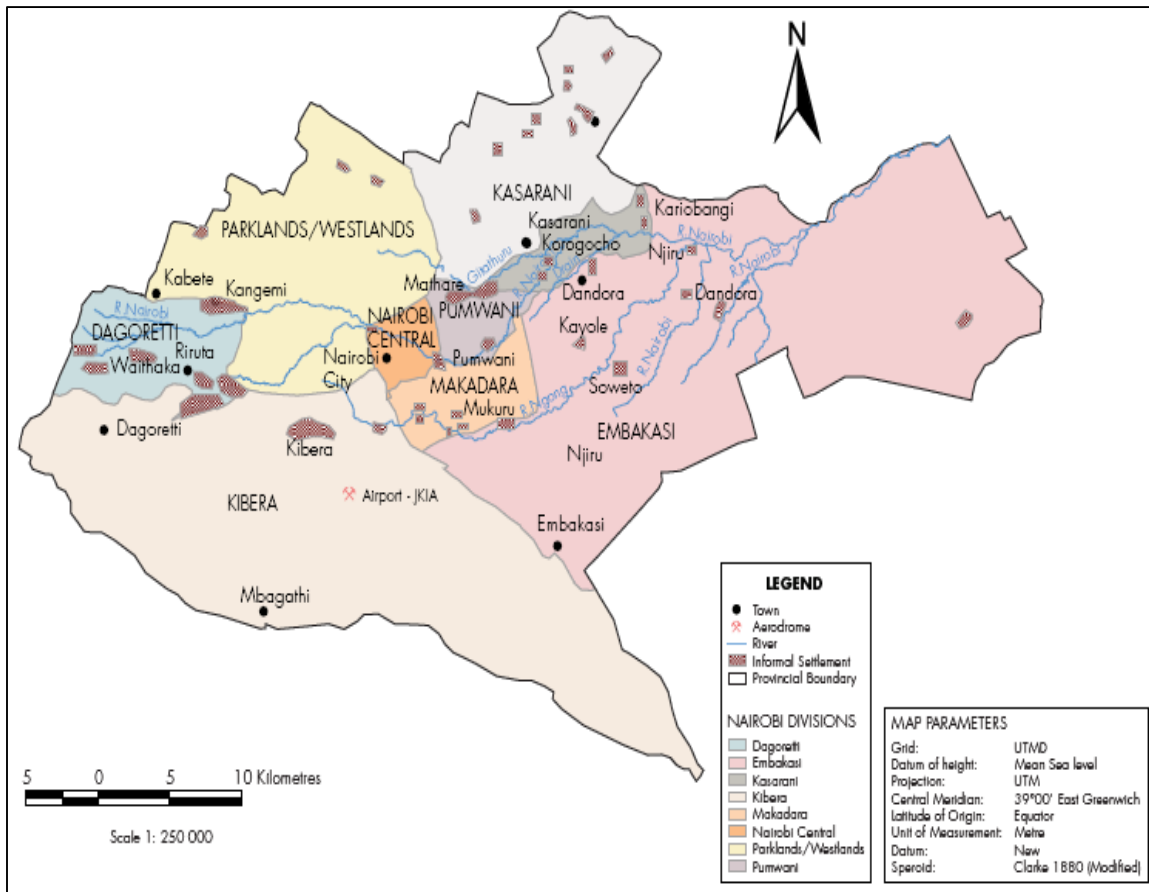 N
KASARANI
Kasarani
Korogocho
Kariobangi
PARKLANDS/WESTLANDS
R.Nairobi
Njiru
R.Nairobi
Gitathuru
R.Nairobi
Drain
Kabete
Kangemi
Mathare
PUMWANI
Dandora
Dandora
R.Nairobi
DAGORETTI
NAIROBI
CENTRAL
Kayole
Riruta
Waithaka
Nairobi
City
Pumwani
R.Nairobi
MAKADARA
Mukuru
R.Ngong
Soweto
Dagoretti
Kibera
EMBAKASI
Njiru
KIBERA
Airport - JKIA
Embakasi
Mbagathi
LEGEND
Town
Aerodrome
River
Informal Settlement
Provincial Boundary
NAIROBI DIVISIONS
Dagoretti
Embakasi
Kasarani
Kibera
Makadara
Nairobi Central
Parklands/Westlands
Pumwani
MAP PARAMETERS
Grid: UTMD
Datum of height: Mean Sea level
Projection: UTM
Central Meridian: 39°00' East Greenwich
Latitude of Origin: Equator
Unit of Measurement: Metre
Datum: New
Speroid: Clarke 1880 (Modified)
5 0 5 10 Kilometres
Scale 1: 250 000